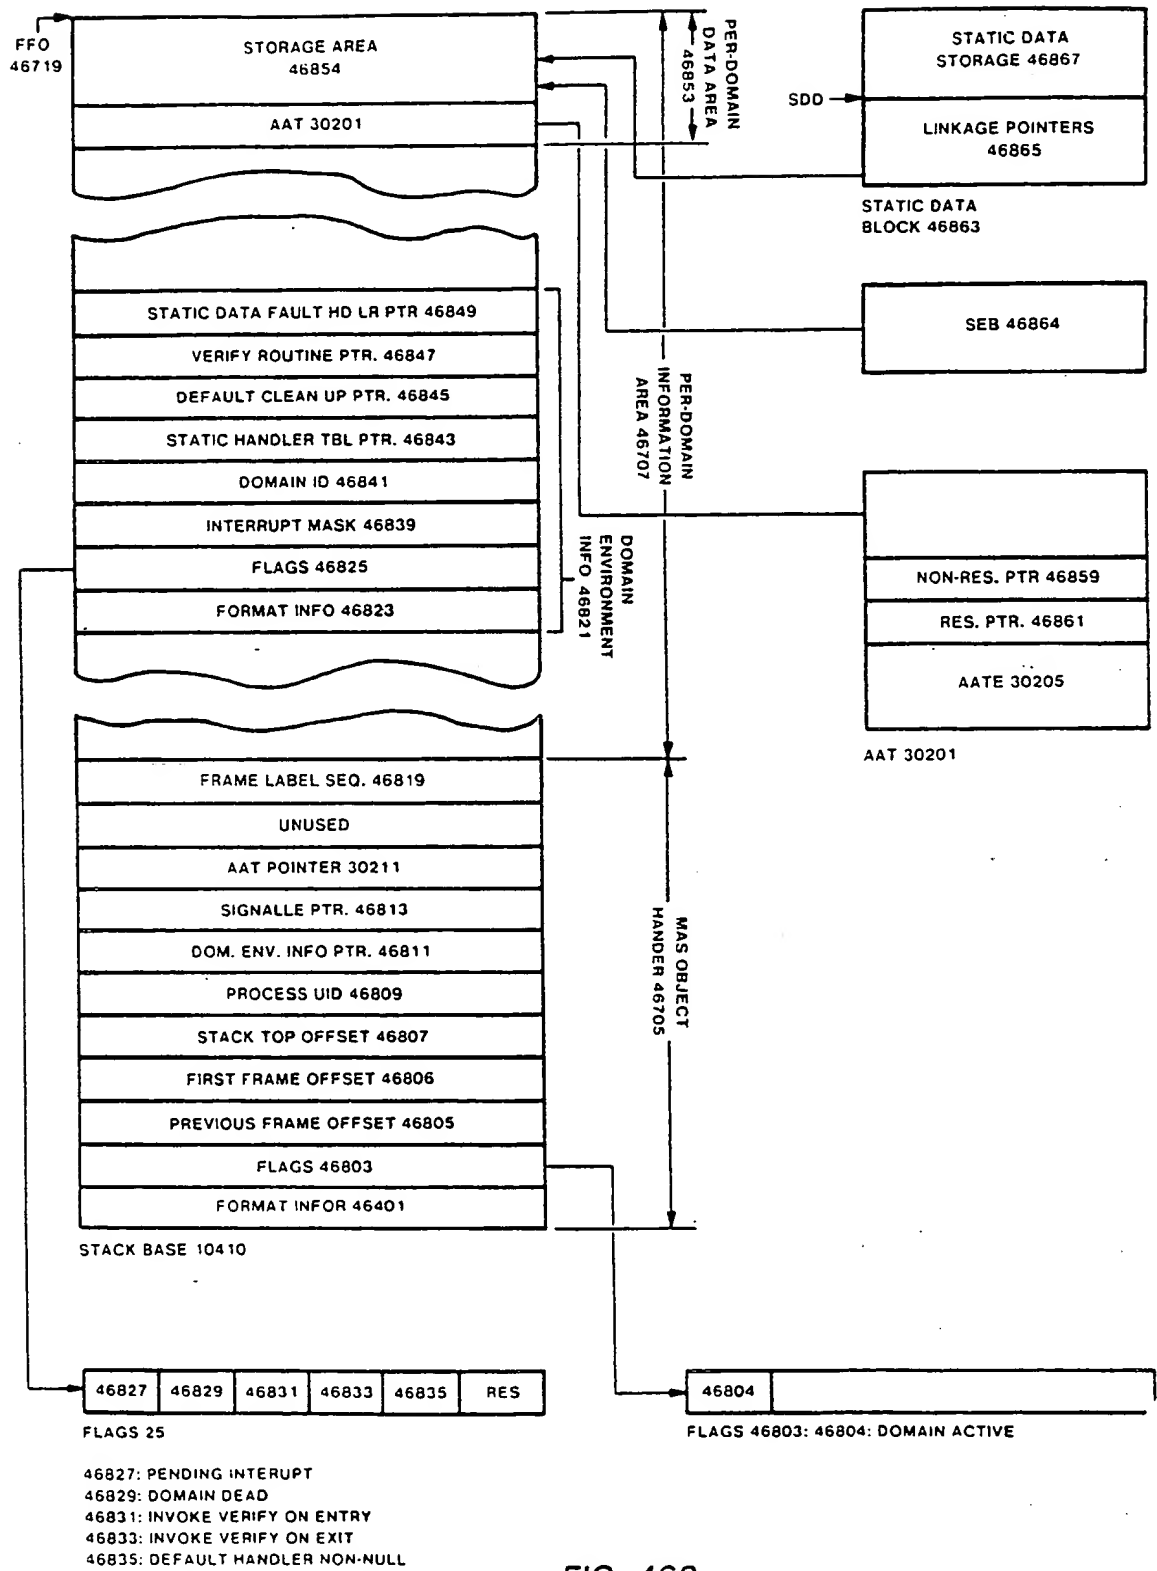 FFO
46719
STORAGE AREA
46854
AAT 30201
PER-DOMAIN
DATA AREA
46853
STATIC DATA
STORAGE 46867
SDD
LINKAGE POINTERS
46865
STATIC DATA
BLOCK 46863
STATIC DATA FAULT HD LR PTR 46849
VERIFY ROUTINE PTR. 46847
DEFAULT CLEAN UP PTR. 46845
STATIC HANDLER TBL PTR. 46843
DOMAIN ID 46841
INTERRUPT MASK 46839
FLAGS 46825
FORMAT INFO 46823
DOMAIN
ENVIRONMENT
INFO 46821
PER-DOMAIN
INFORMATION
AREA 46707
SEB 46864
NON-RES. PTR 46859
RES. PTR. 46861
AATE 30205
AAT 30201
FRAME LABEL SEQ. 46819
UNUSED
AAT POINTER 30211
SIGNALLE PTR. 46813
DOM. ENV. INFO PTR. 46811
PROCESS UID 46809
STACK TOP OFFSET 46807
FIRST FRAME OFFSET 46806
PREVIOUS FRAME OFFSET 46805
FLAGS 46803
FORMAT INFOR 46401
STACK BASE 10410
MAS OBJECT
HANDER 46705
46827 46829 46831 46833 46835 RES
FLAGS 25
46804
FLAGS 46803: 46804: DOMAIN ACTIVE
46827: PENDING INTERUPT
46829: DOMAIN DEAD
46831: INVOKE VERIFY ON ENTRY
46833: INVOKE VERIFY ON EXIT
46835: DEFAULT HANDLER NON-NULL